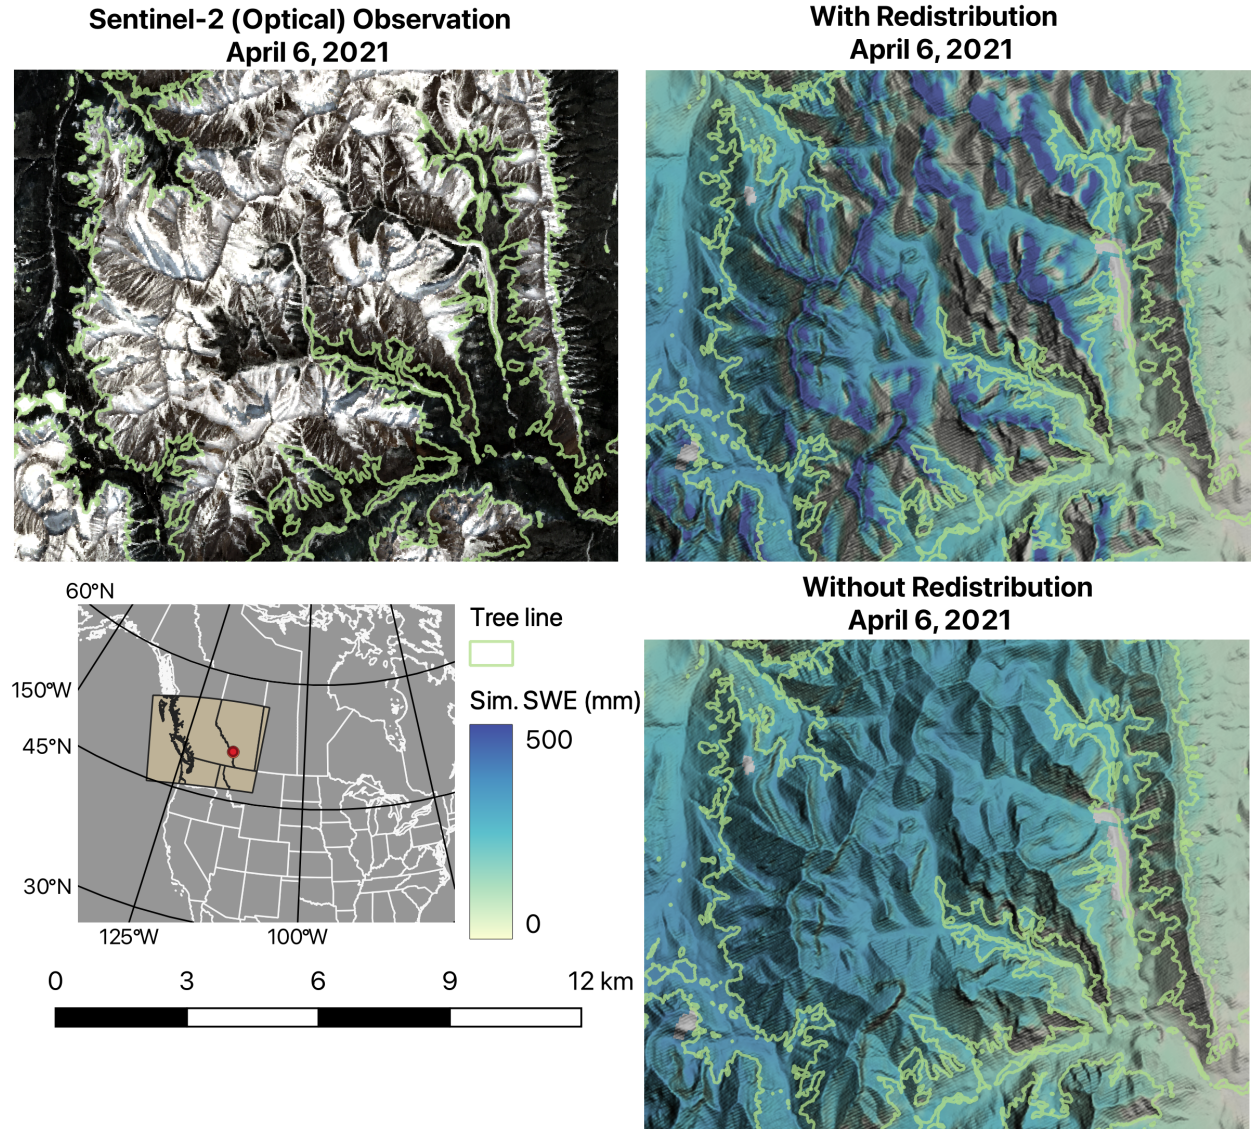 Sentinel-2 (Optical) Observation
April 6, 2021
With Redistribution
April 6, 2021
Without Redistribution
April 6, 2021
60°N
150°W
45°N
30°N
125°W
100°W
Tree line
Sim. SWE (mm)
500
0
0 3 6 9 12 km